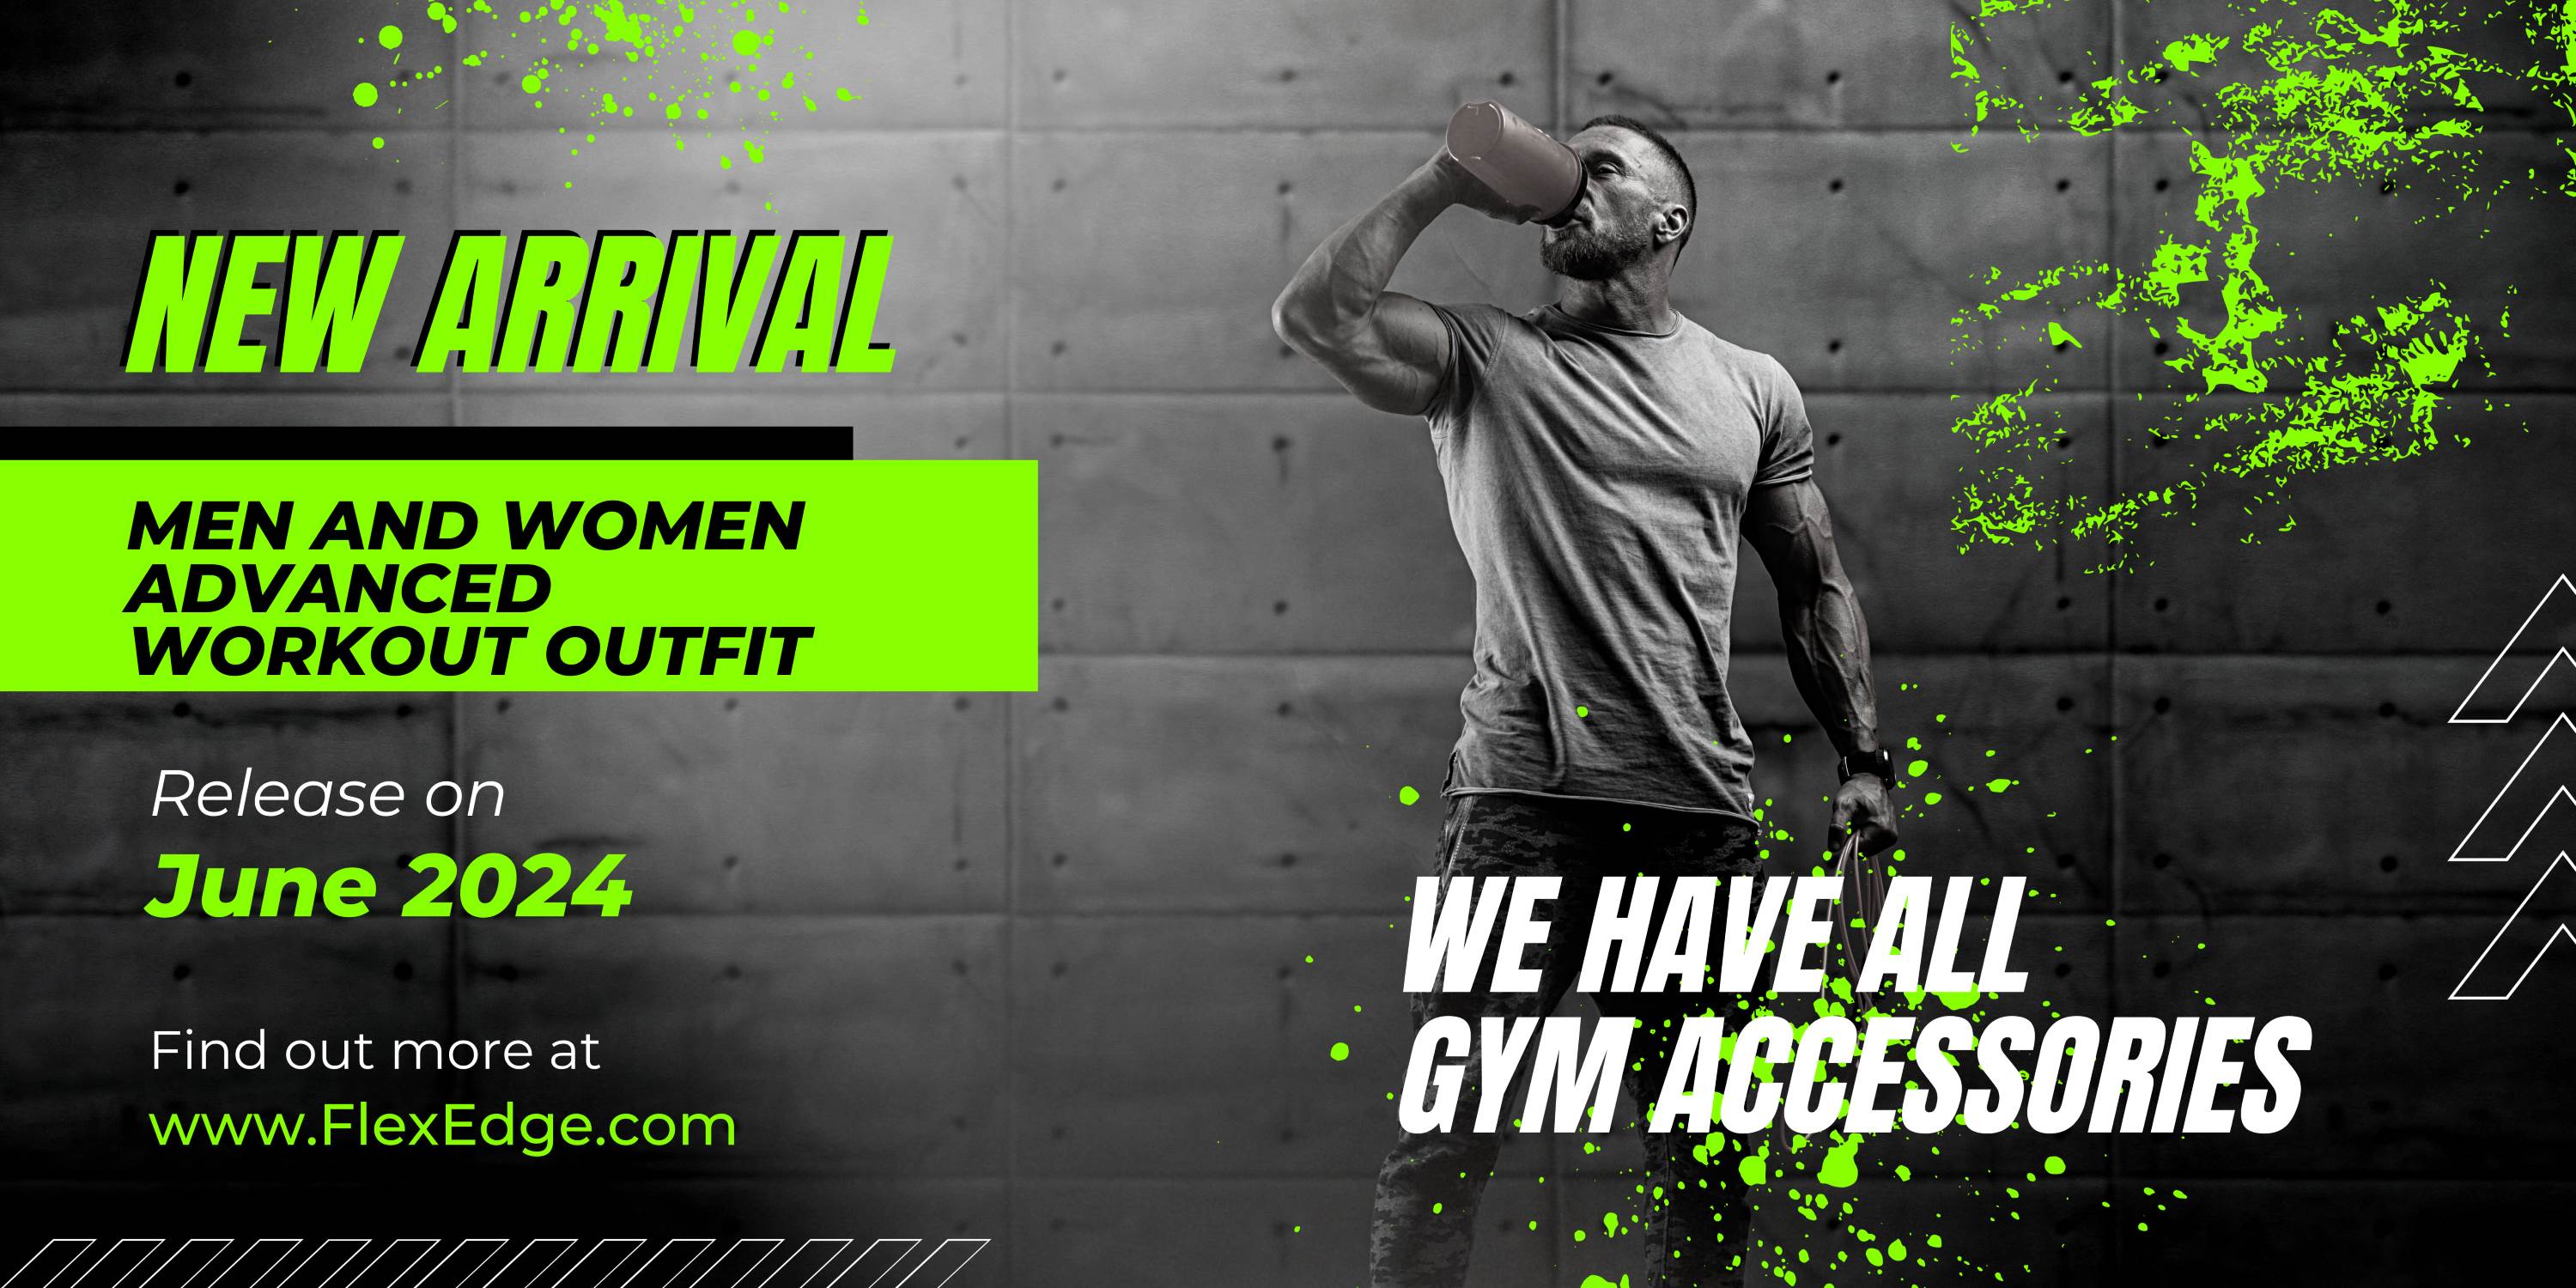 NEW ARRIVAL
MEN AND WOMEN
ADVANCED
WORKOUT OUTFIT
Release on
June 2024
Find out more at
www.FlexEdge.com
WE HAVE ALL
GYM ACCESSORIES